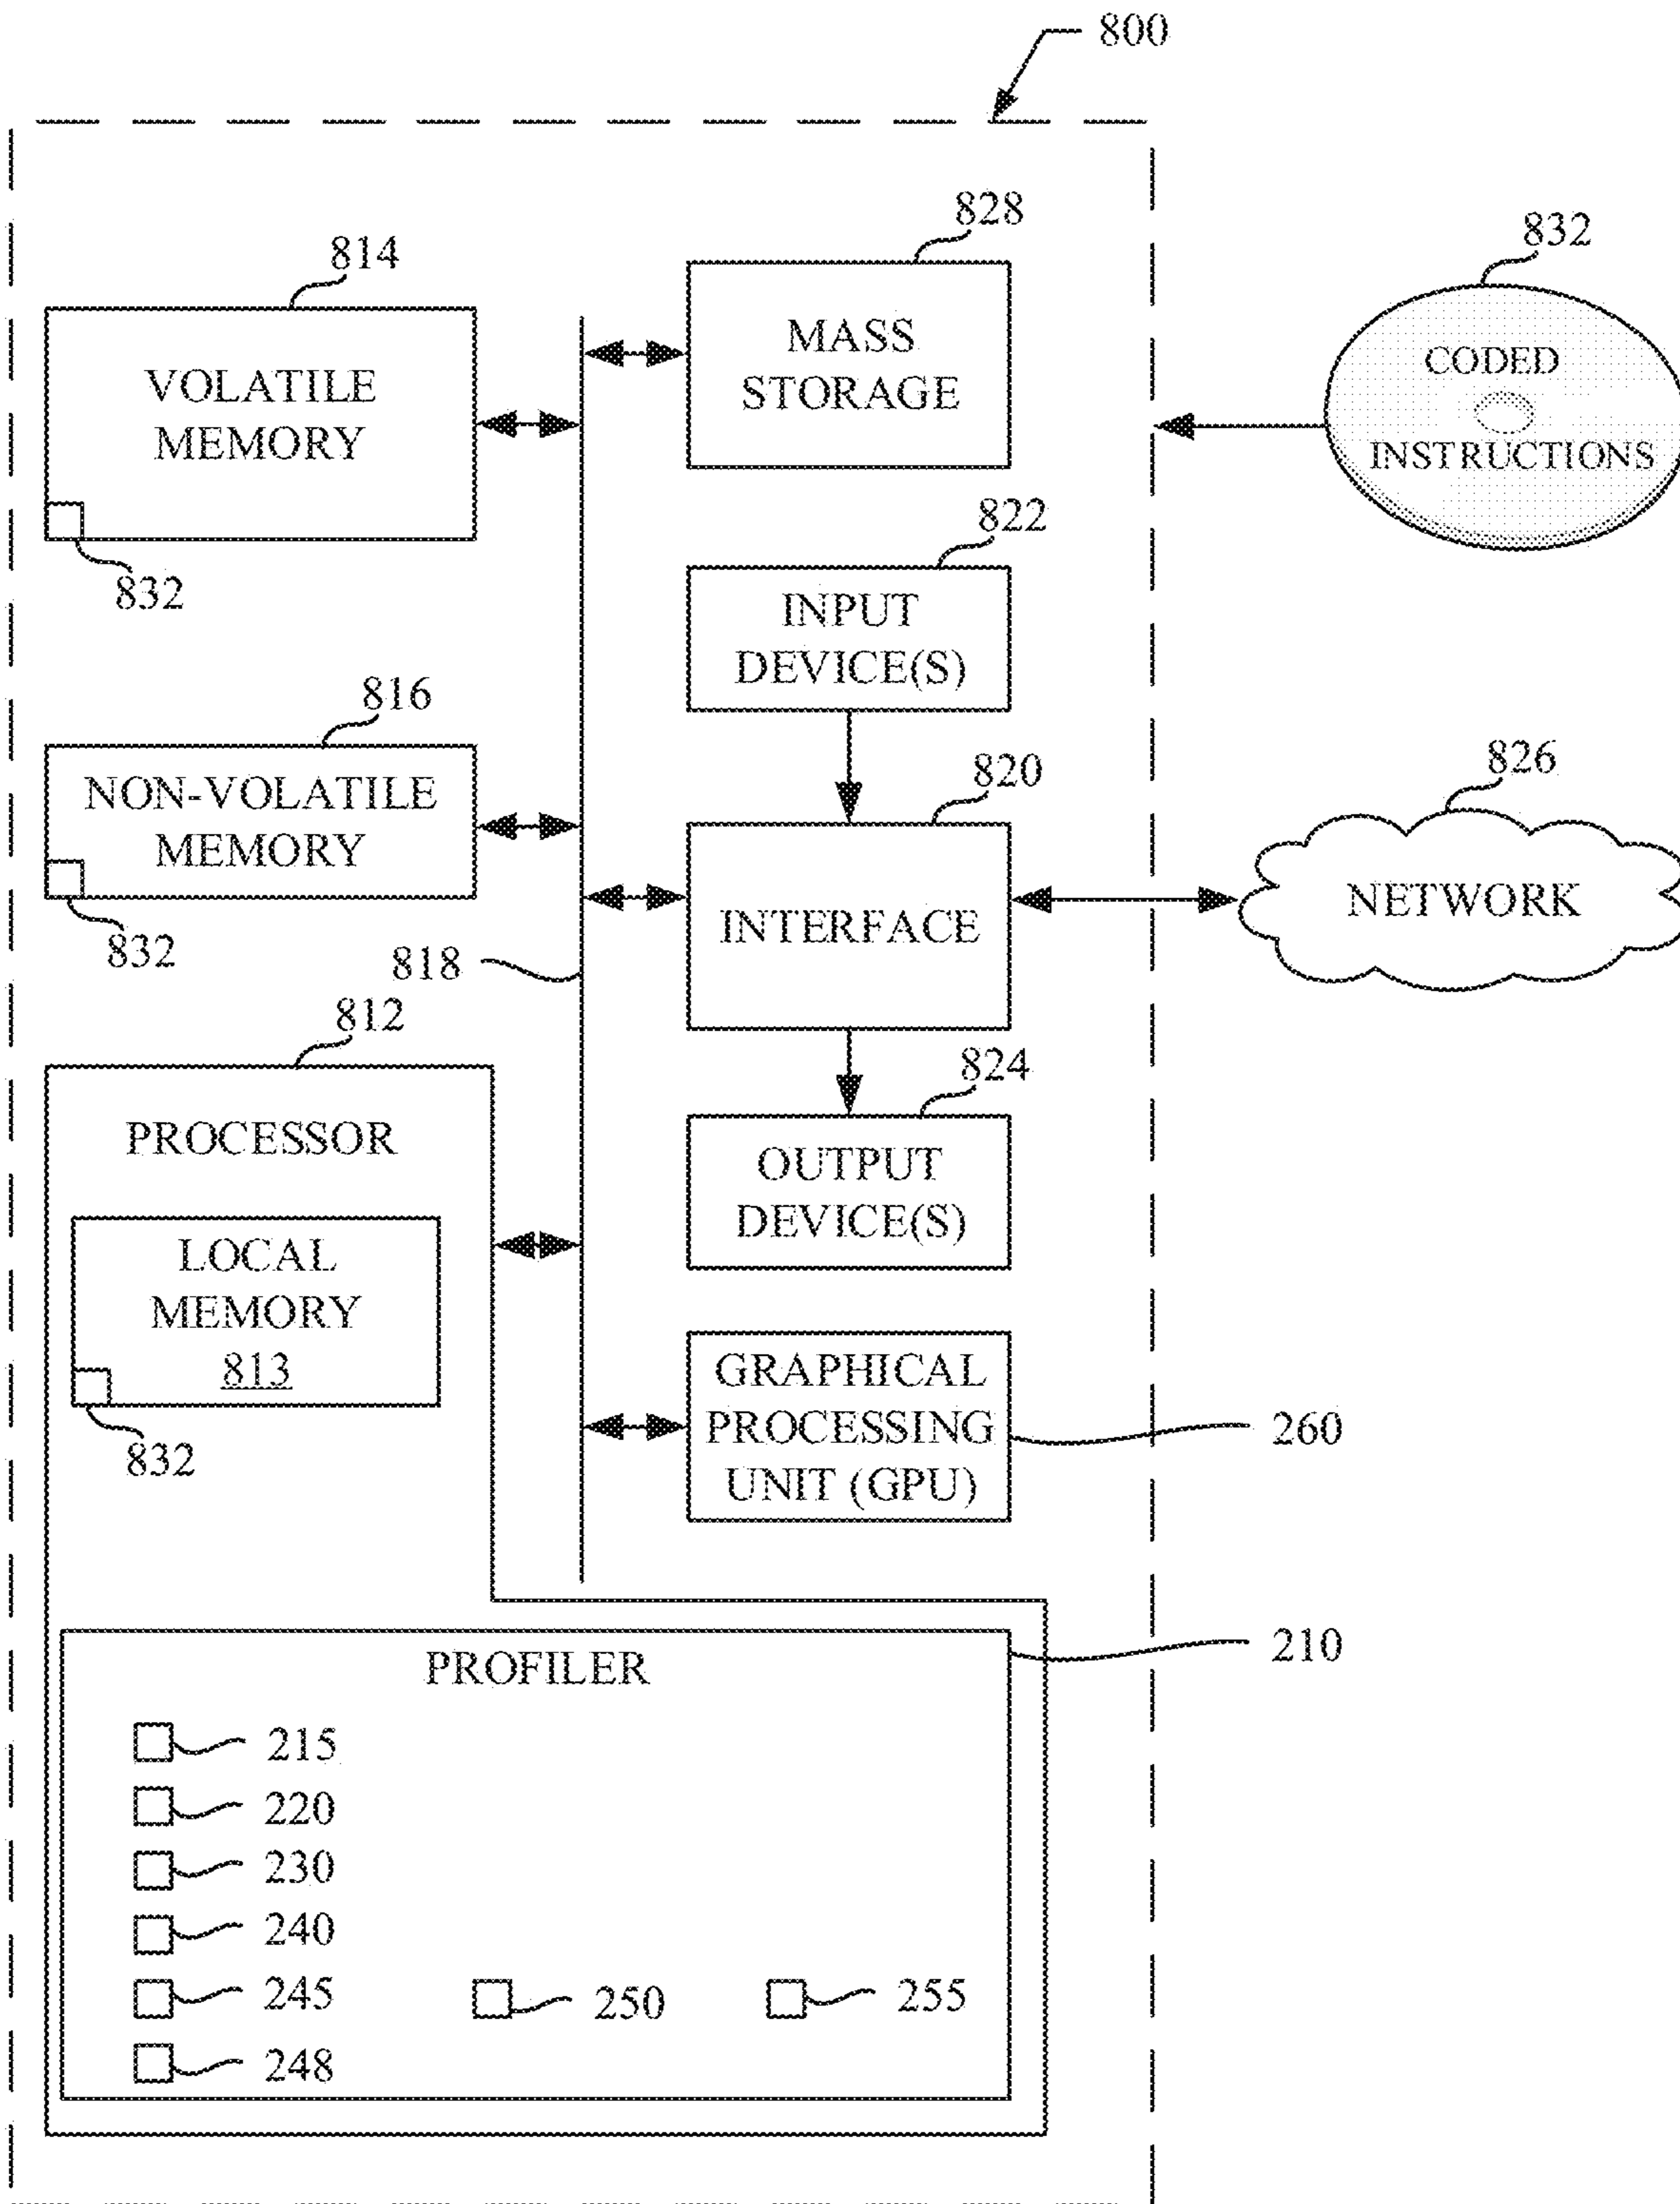 800
828
814
832
MASS
STORAGE
VOLATILE
MEMORY
CODED
INSTRUCTIONS
822
832
INPUT
DEVICE(S)
816
820
826
NON-VOLATILE
MEMORY
832
818
INTERFACE
NETWORK
812
824
PROCESSOR
OUTPUT
DEVICE(S)
LOCAL
MEMORY
813
832
GRAPHICAL
PROCESSING
UNIT (GPU)
260
210
PROFILER
215
220
230
240
245
250
255
248